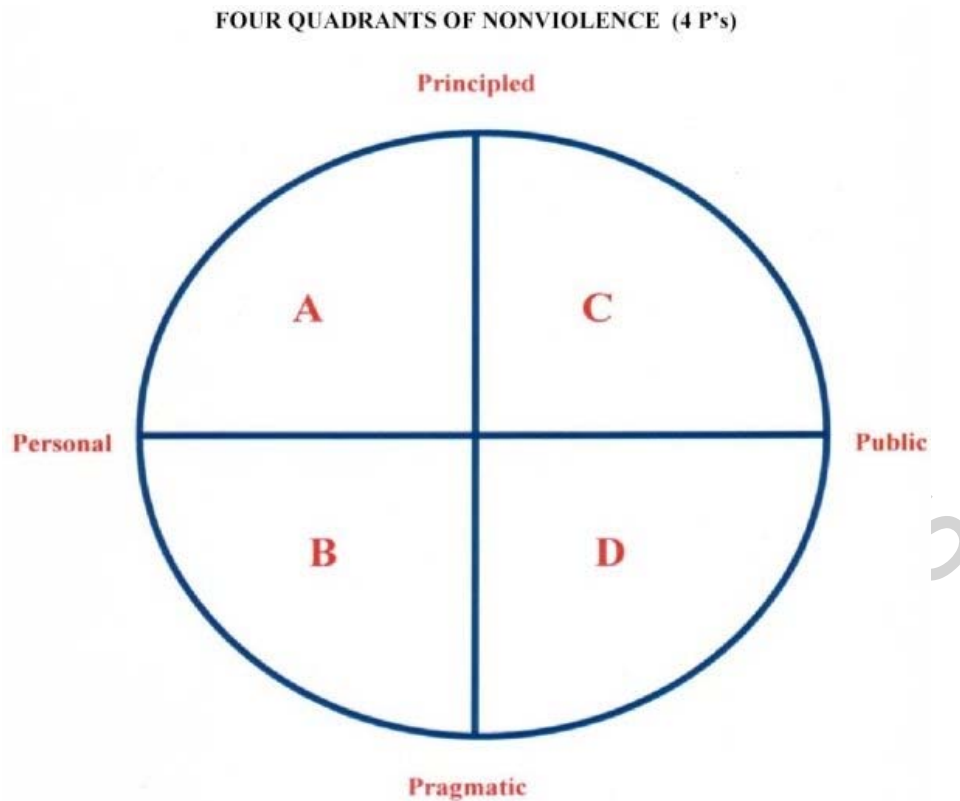 FOUR QUADRANTS OF NONVIOLENCE (4 P’s)
Principled
A
C
Personal
Public
B
D
Pragmatic